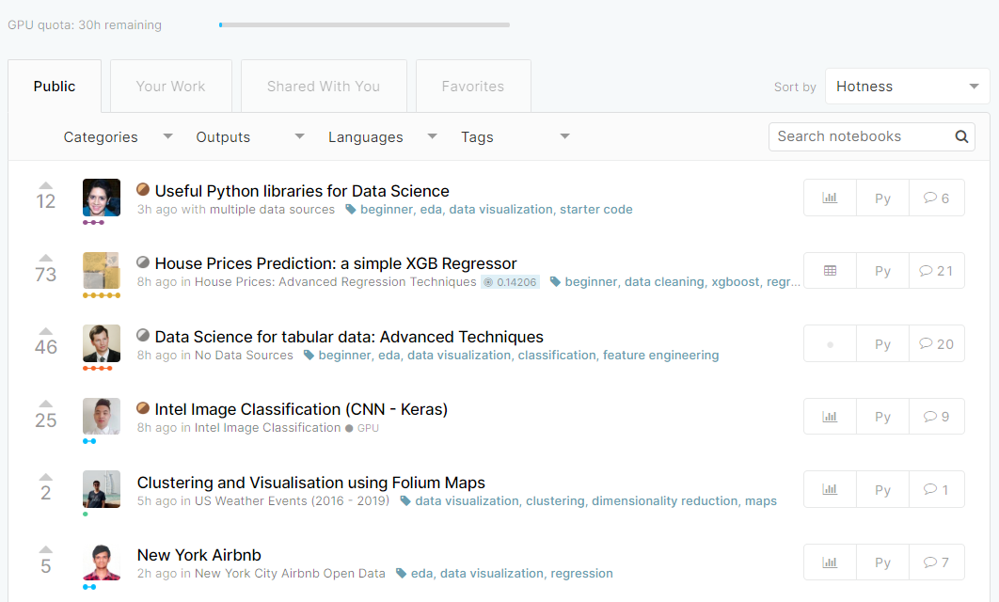 GPU quota: 30h remaining
Public Your Work Shared With You Favorites Sort by Hotness
Categories Outputs Languages Tags Search notebooks
12 Useful Python libraries for Data Science Py 6
3h ago with multiple data sources beginner, eda, data visualization, starter code
73 House Prices Prediction: a simple XGB Regressor Py 21
8h ago in House Prices: Advanced Regression Techniques 0.14206 beginner, data cleaning, xgboost, regr...
46 Data Science for tabular data: Advanced Techniques Py 20
8h ago in No Data Sources beginner, eda, data visualization, classification, feature engineering
25 Intel Image Classification (CNN - Keras) Py 9
8h ago in Intel Image Classification GPU
2 Clustering and Visualisation using Folium Maps Py 1
5h ago in US Weather Events (2016 - 2019) data visualization, clustering, dimensionality reduction, maps
5 New York Airbnb Py 7
2h ago in New York City Airbnb Open Data eda, data visualization, regression